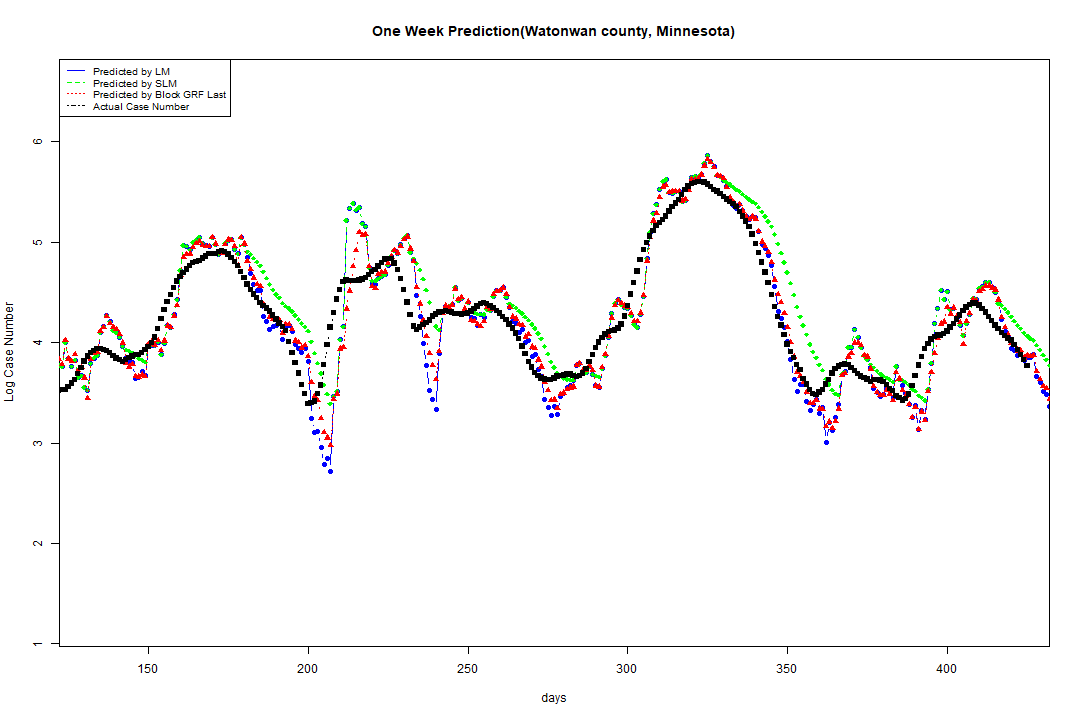 One Week Prediction(Watonwan county, Minnesota)
Predicted by LM
Predicted by SLM
Predicted by Block GRF Last
Actual Case Number
Log Case Number
6
5
4
3
2
1
150 200 250 300 350 400
days